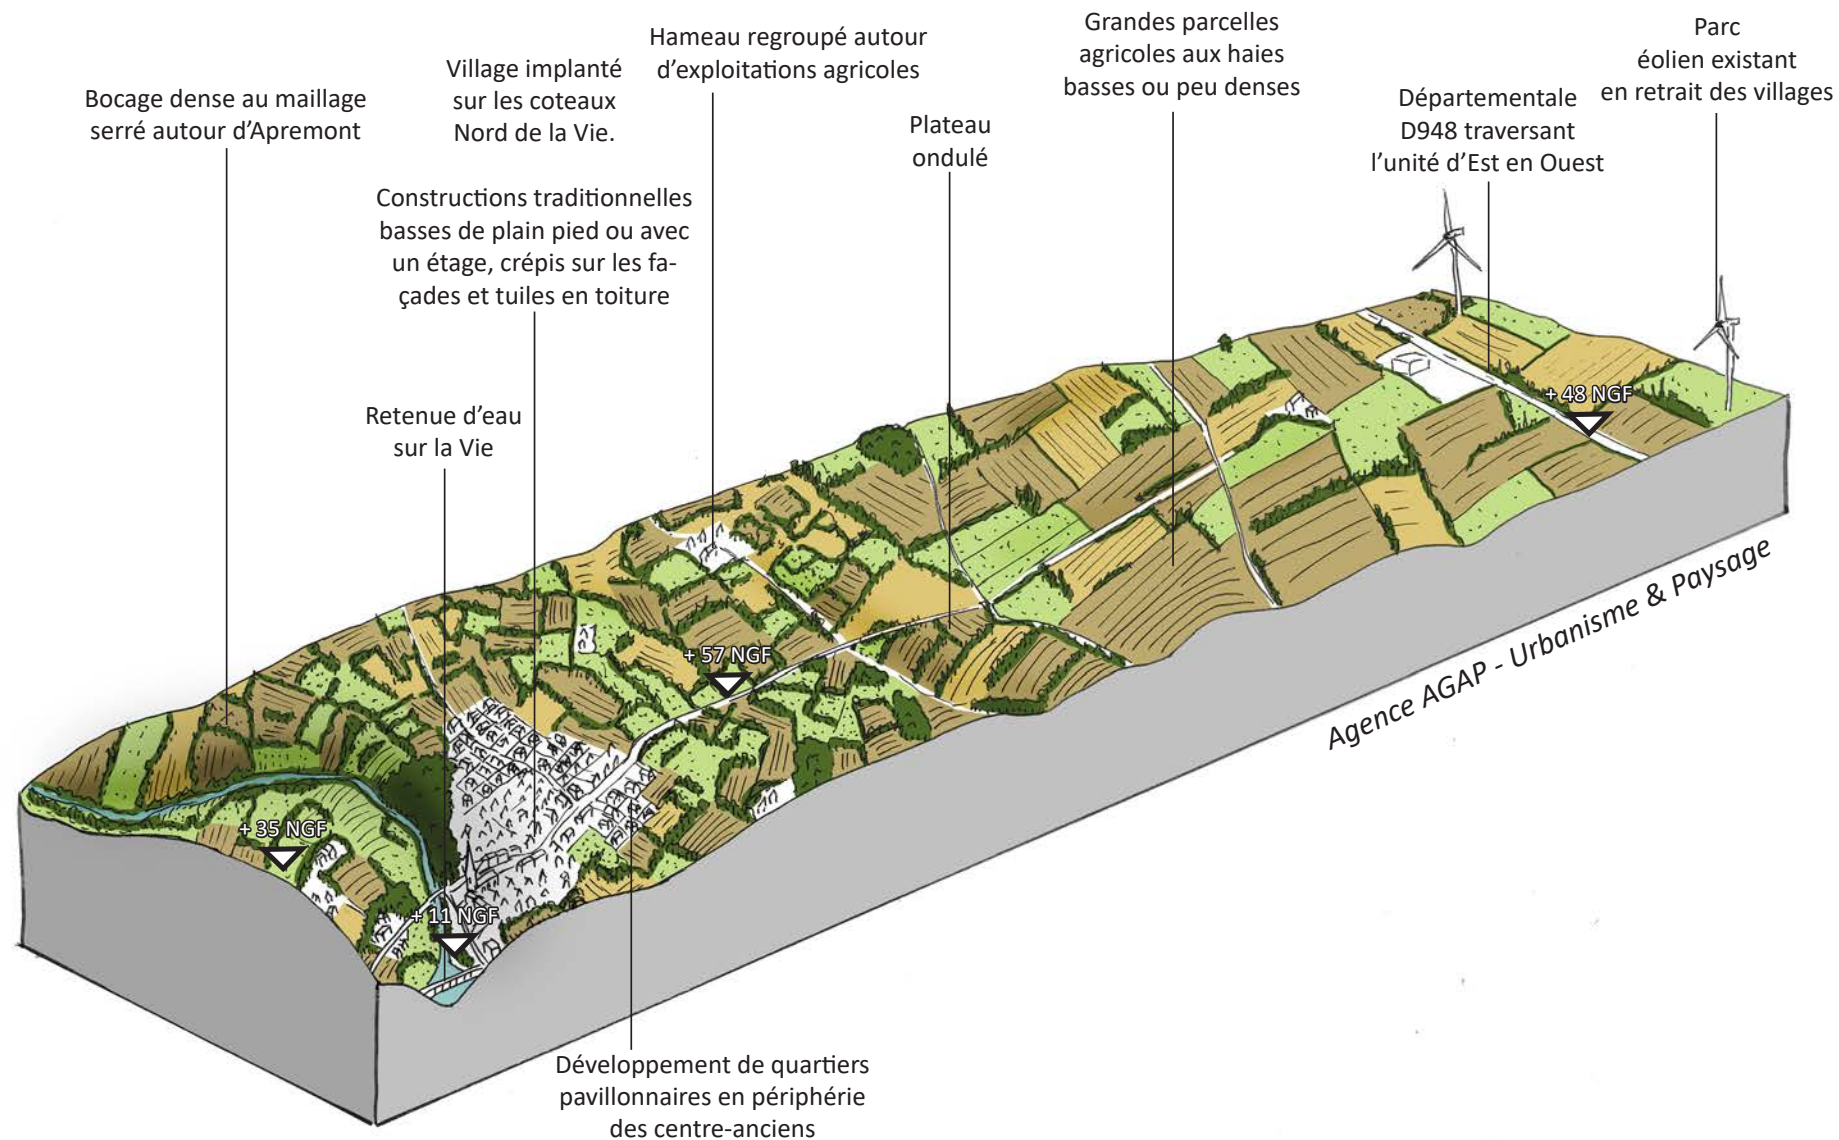 Bocage dense au maillage
serré autour d'Apremont
Village implanté
sur les coteaux
Nord de la Vie.
Constructions traditionnelles
basses de plain pied ou avec
un étage, crépis sur les fa-
çades et tuiles en toiture
Retenue d'eau
sur la Vie
Hameau regroupé autour
d'exploitations agricoles
Plateau
ondulé
Grandes parcelles
agricoles aux haies
basses ou peu denses
Départementale
D948 traversant
l'unité d'Est en Ouest
Parc
éolien existant
en retrait des villages
+ 48 NGF
+ 57 NGF
+ 35 NGF
+ 11 NGF
Agence AGAP - Urbanisme & Paysage
Développement de quartiers
pavillonnaires en périphérie
des centre-anciens